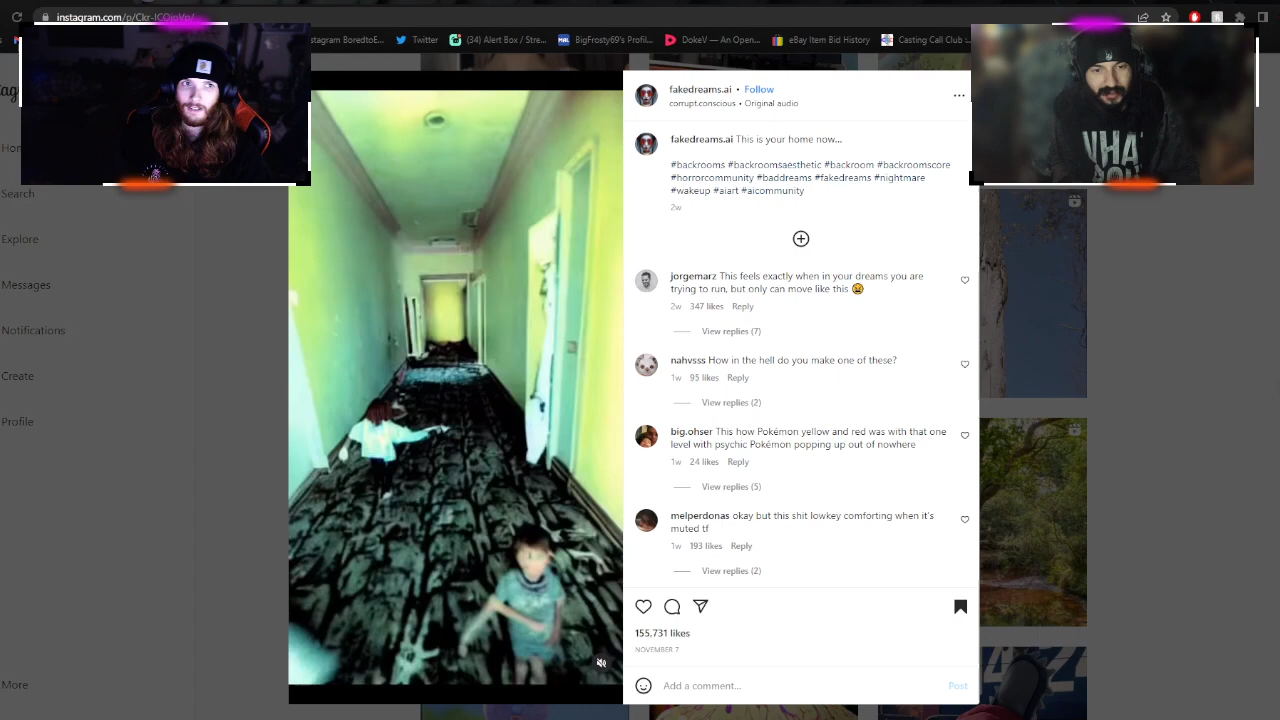 instagram.com/p/Ckr-lC0joVp/
stagram BoredtoE...
Twitter
(34) Alert Box / Stre...
MAL
BigFrosty69's Profil...
DekeV — An Open...
eBay Item Bid History
Casting Call Club
fakedreams.ai • Follow
corrupt.conscious • Original audio
fakedreams.ai This is your home now...
#backrooms #backroomsaesthetic #backroom #backroomscore
#horrorcommunity #baddreams #fakedreams #nightmare
#wakeup #aiart #aicommunity
2w
jorgemarz This feels exactly when in your dreams you are
trying to run, but only can move like this
2w 347 likes Reply
View replies (7)
nahvsss How in the hell do you make one of these?
1w 95 likes Reply
View replies (2)
big.ohser This how Pokémon yellow and red was with that one
level with psychic Pokémon popping up out of nowhere
1w 24 likes Reply
View replies (5)
melperdonas okay but this shit lowkey comforting when it's
muted tf
1w 193 likes Reply
View replies (2)
155,731 likes
NOVEMBER 7
Add a comment...
Post
Search
Explore
Messages
Notifications
Create
Profile
More
WHA